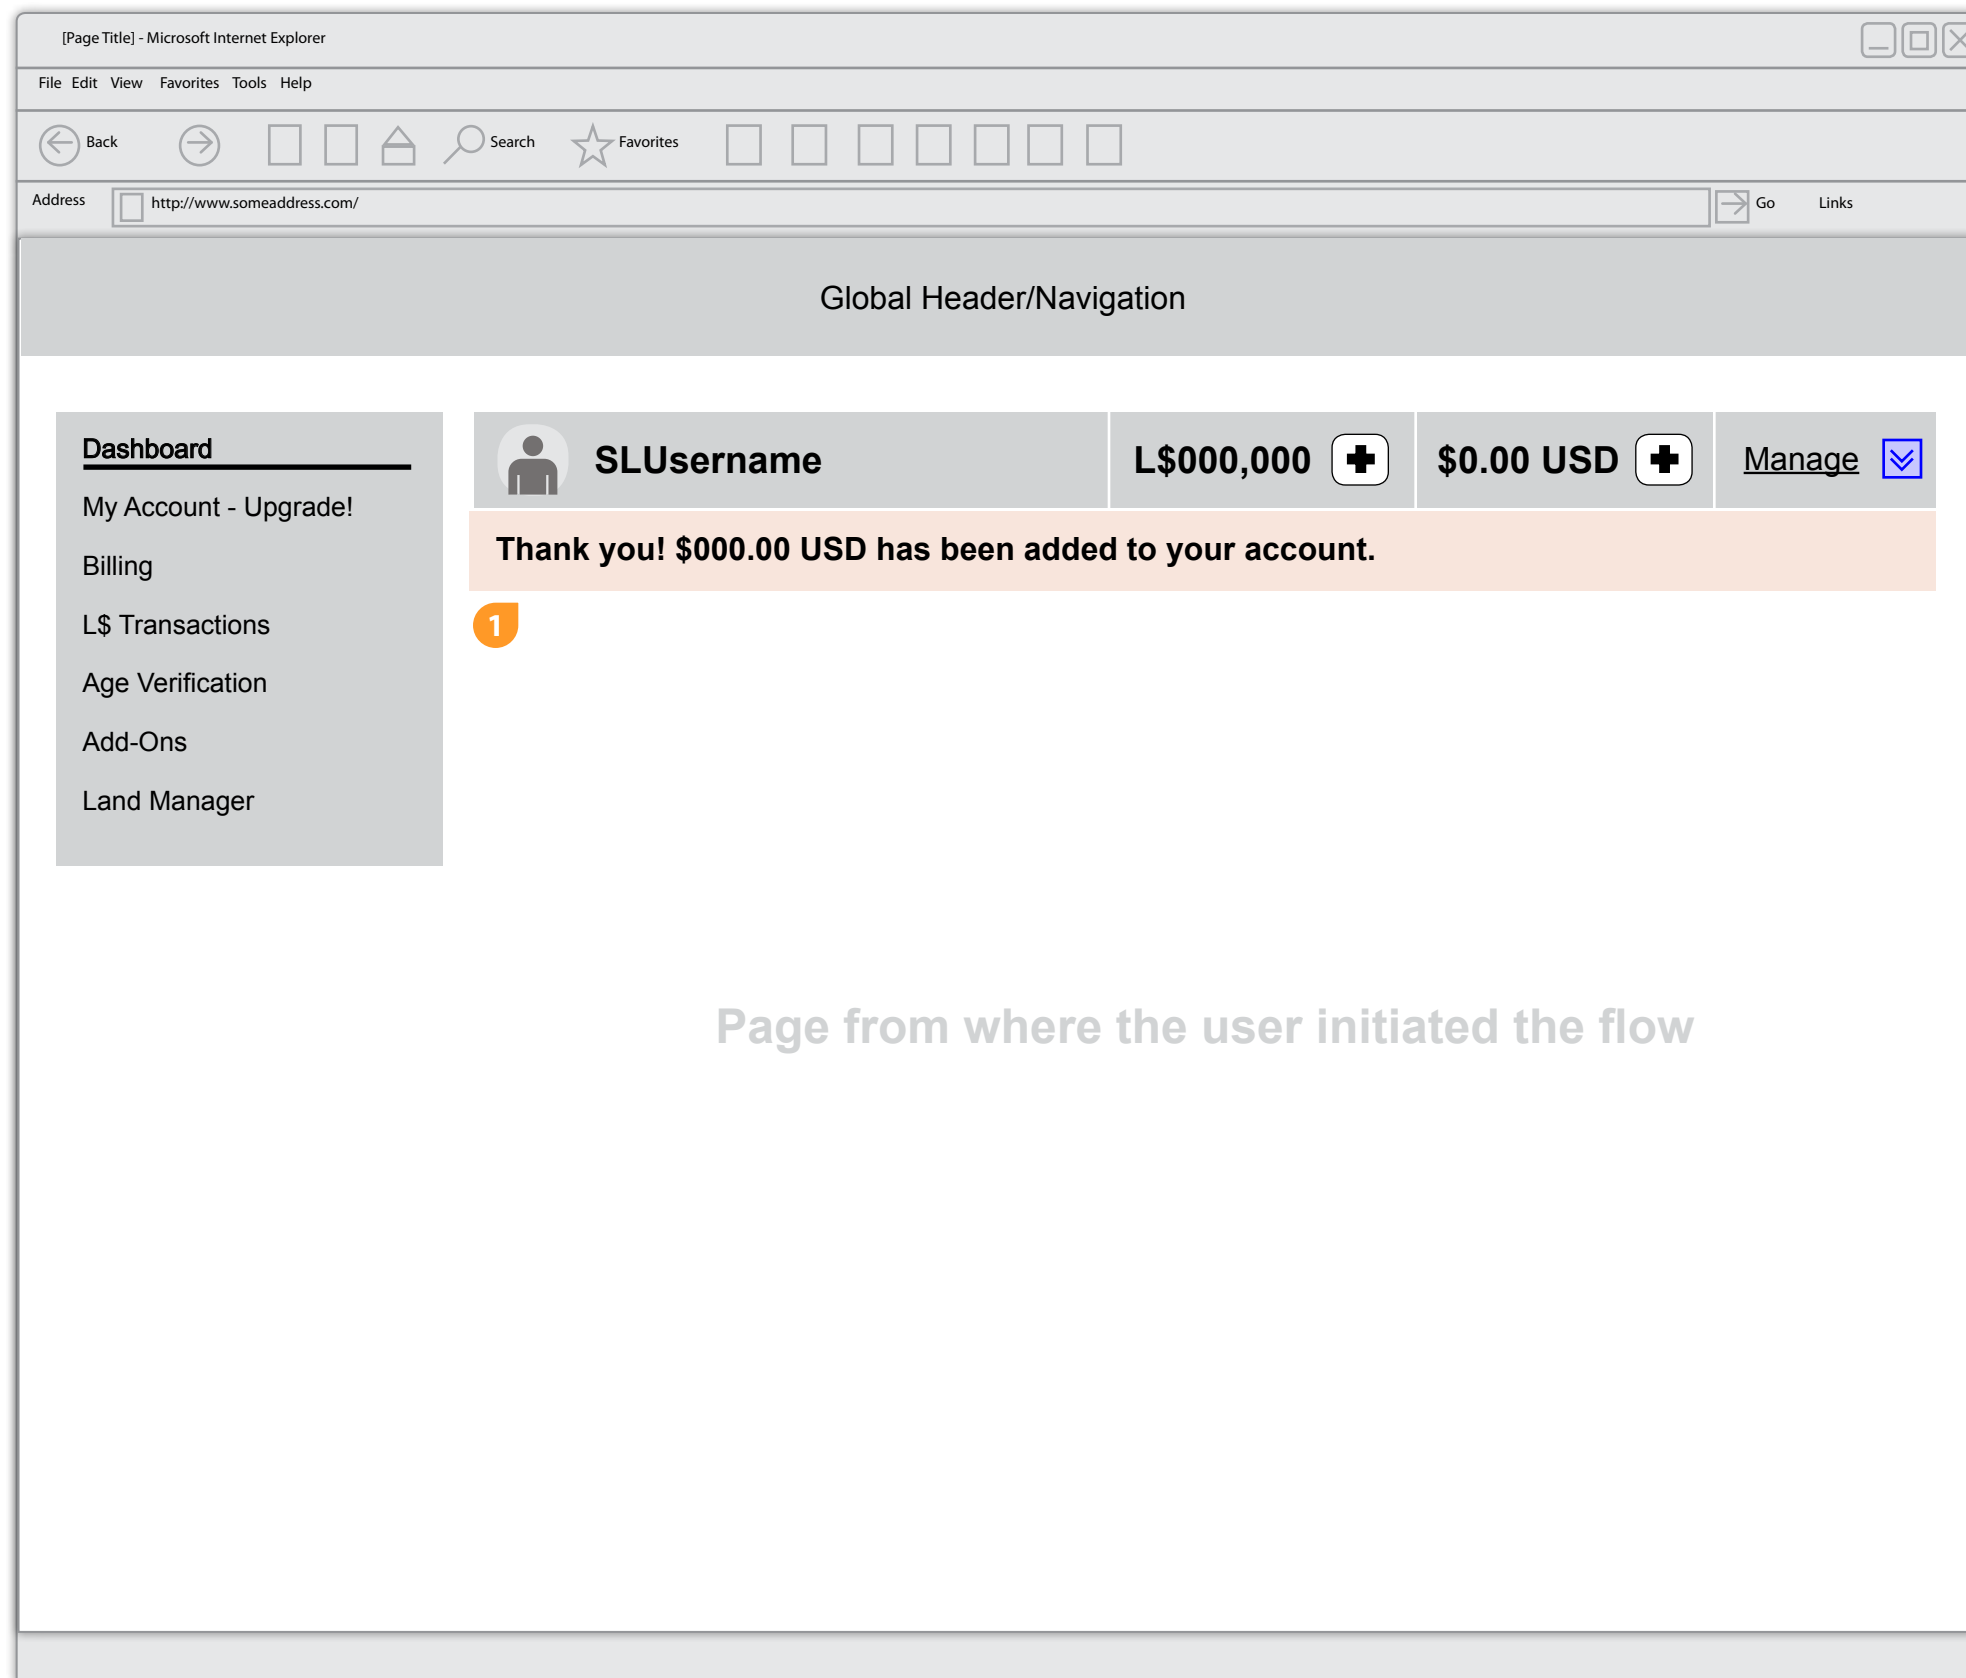 [Page Title] - Microsoft Internet Explorer
File Edit View Favorites Tools Help
Back Search Favorites
Address http://www.someaddress.com/ Go Links
Global Header/Navigation
Dashboard
My Account - Upgrade!
Billing
L$ Transactions
Age Verification
Add-Ons
Land Manager
SLUsername L$000,000 $0.00 USD Manage
Thank you! $000.00 USD has been added to your account.
1
Page from where the user initiated the flow